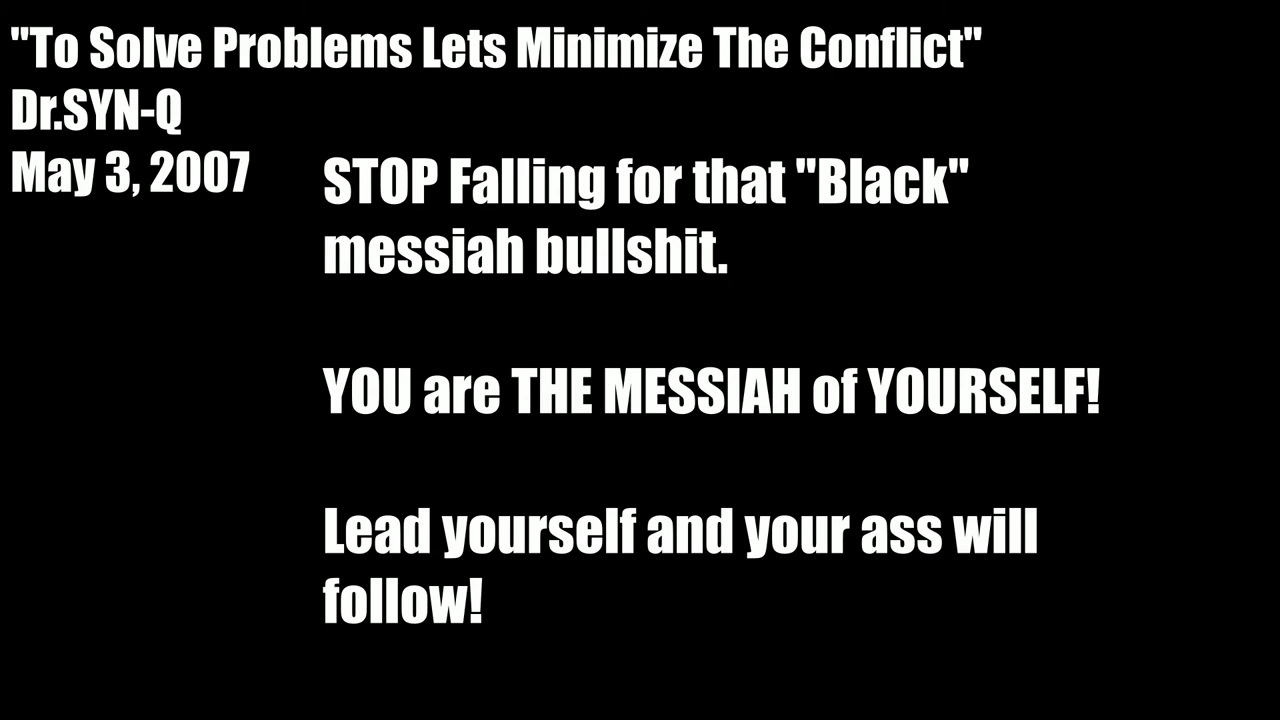 "To Solve Problems Lets Minimize The Conflict"
Dr.SYN-Q
May 3, 2007
STOP Falling for that "Black"
messiah bullshit.
YOU are THE MESSIAH of YOURSELF!
Lead yourself and your ass will
follow!